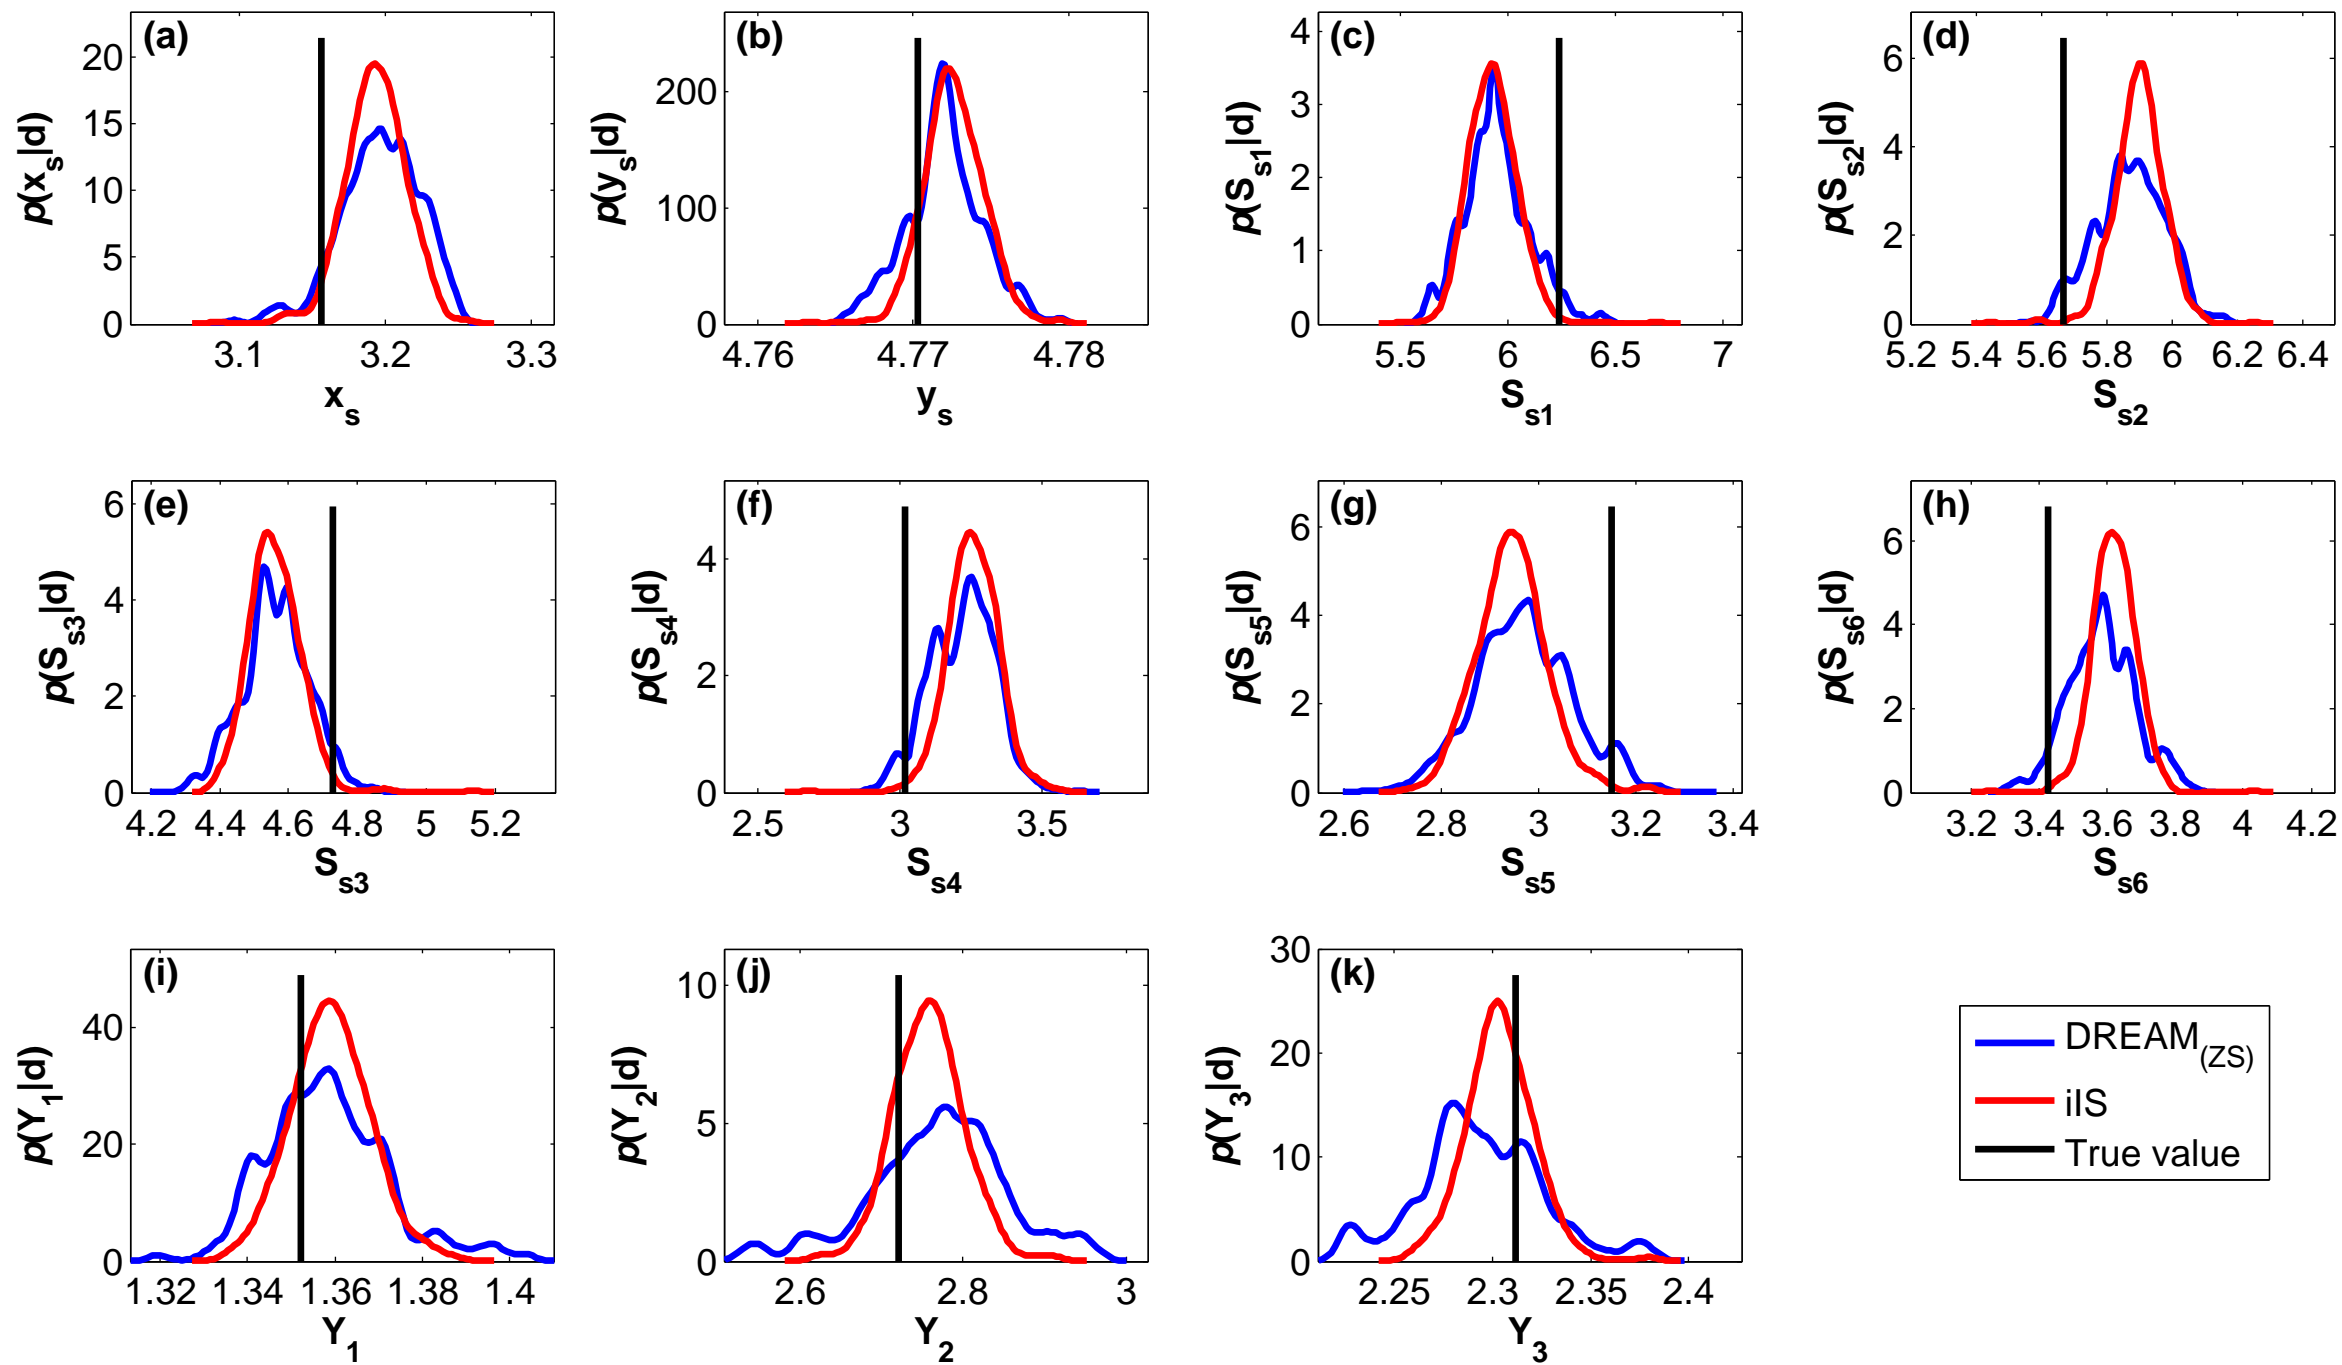 (a)
p(x_s|d)
20
15
10
5
0
3.1 3.2 3.3
x_s
(b)
p(y_s|d)
200
100
0
4.76 4.77 4.78
y_s
(c)
p(S_s1|d)
4
3
2
1
0
5.5 6 6.5 7
S_s1
(d)
p(S_s2|d)
6
4
2
0
5.2 5.4 5.6 5.8 6 6.2 6.4
S_s2
(e)
p(S_s3|d)
6
4
2
0
4.2 4.4 4.6 4.8 5 5.2
S_s3
(f)
p(S_s4|d)
4
2
0
2.5 3 3.5
S_s4
(g)
p(S_s5|d)
6
4
2
0
2.6 2.8 3 3.2 3.4
S_s5
(h)
p(S_s6|d)
6
4
2
0
3.2 3.4 3.6 3.8 4 4.2
S_s6
(i)
p(Y_1|d)
40
20
0
1.32 1.34 1.36 1.38 1.4
Y_1
(j)
p(Y_2|d)
10
5
0
2.6 2.8 3
Y_2
(k)
p(Y_3|d)
30
20
10
0
2.25 2.3 2.35 2.4
Y_3
DREAM_(ZS)
iIS
True value